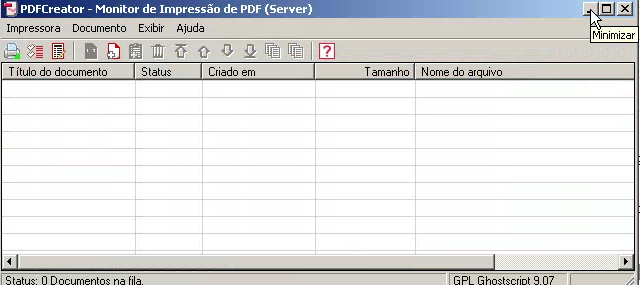 PDFCreator - Monitor de Impressão de PDF (Server)
Minimizar
Impressora Documento Exibir Ajuda
Título do documento Status Criado em Tamanho Nome do arquivo
Status: 0 Documentos na fila. GPL Ghostscript 9.07